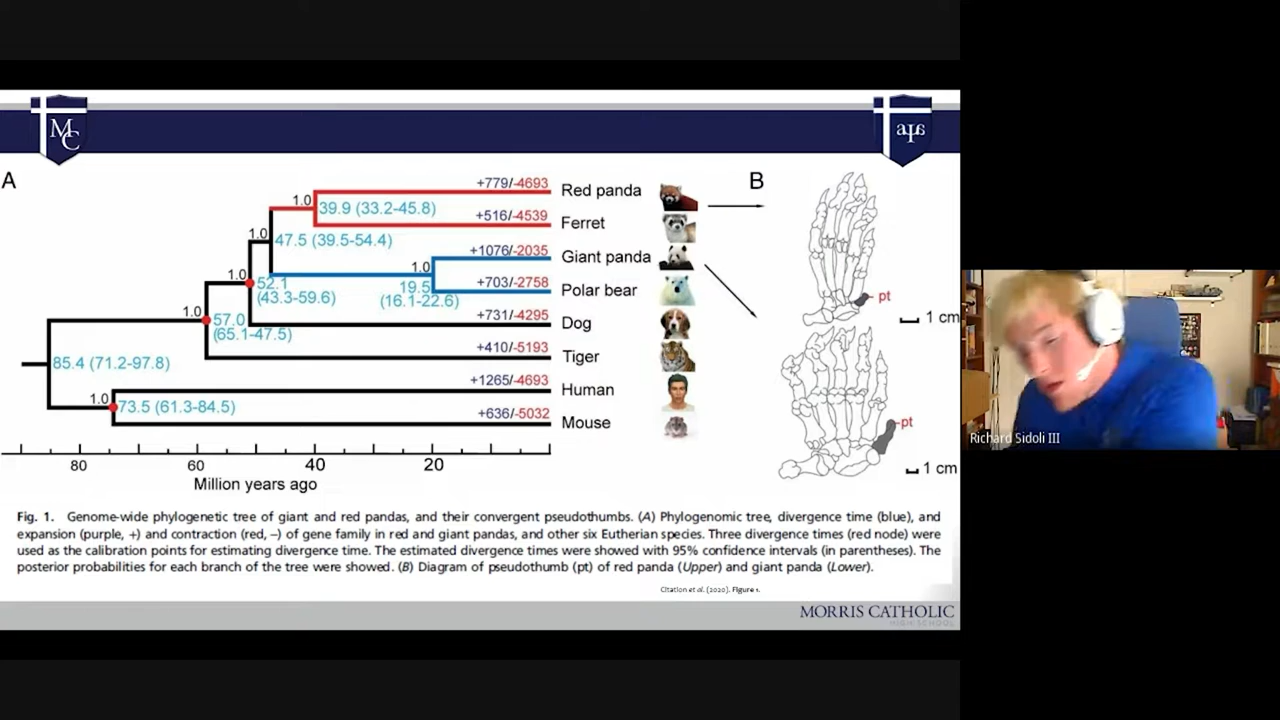 MC
A
B
+779/-4693
Red panda
1.0
39.9 (33.2-45.8)
+516/-4539
Ferret
1.0
47.5 (39.5-54.4)
+1076/-2035
Giant panda
1.0
1.0
52.1
(43.3-59.6)
19.5
(16.1-22.6)
+703/-2758
Polar bear
pt
1 cm
1.0
57.0
(65.1-47.5)
+731/-4295
Dog
+410/-5193
Tiger
85.4 (71.2-97.8)
+1265/-4693
Human
1.0
73.5 (61.3-84.5)
+636/-5032
Mouse
pt
1 cm
80 60 40 20
Million years ago
Richard Sidoli III
Fig. 1. Genome-wide phylogenetic tree of giant and red pandas, and their convergent pseudothumbs. (A) Phylogenomic tree, divergence time (blue), and
expansion (purple, +) and contraction (red, –) of gene family in red and giant pandas, and other six Eutherian species. Three divergence times (red node) were
used as the calibration points for estimating divergence time. The estimated divergence times were showed with 95% confidence intervals (in parentheses). The
posterior probabilities for each branch of the tree were showed. (B) Diagram of pseudothumb (pt) of red panda (Upper) and giant panda (Lower).
Citation et al. (2020). Figure 1.
MORRIS CATHOLIC
HIGH SCHOOL